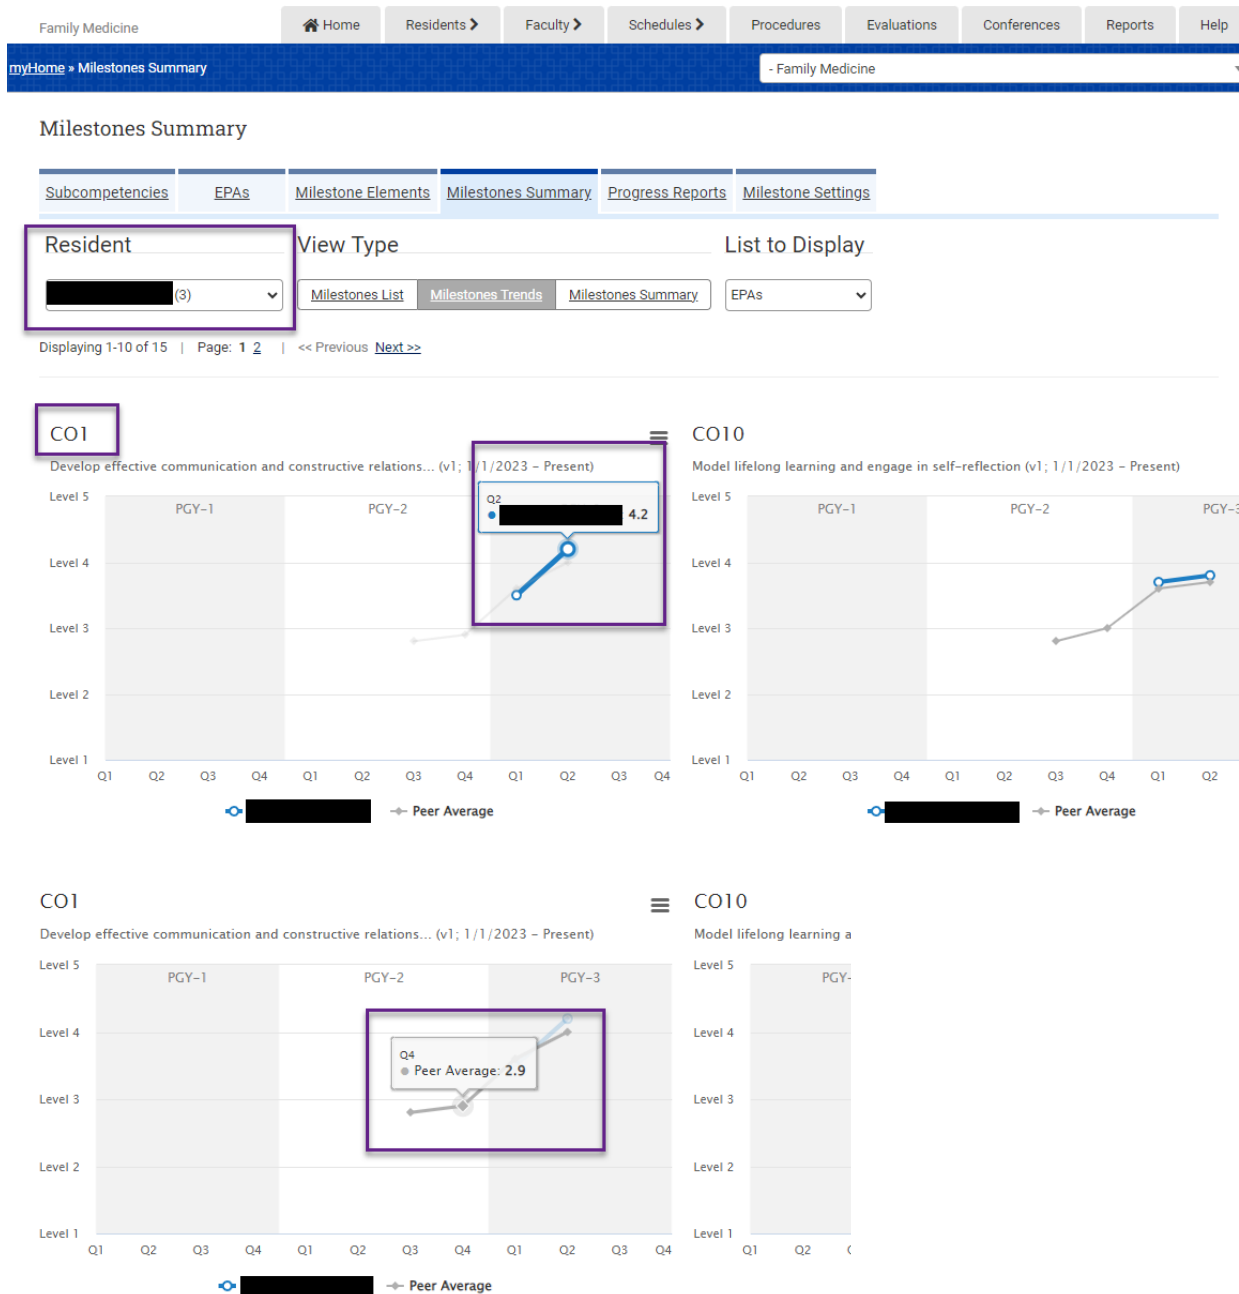 Family Medicine
Home Residents Faculty Schedules Procedures Evaluations Conferences Reports Help
myHome » Milestones Summary
- Family Medicine
Milestones Summary
Subcompetencies EPAs Milestone Elements Milestones Summary Progress Reports Milestone Settings
Resident View Type List to Display
(3) Milestones List Milestones Trends Milestones Summary EPAs
Displaying 1-10 of 15 | Page: 1 2 | << Previous Next >>
CO1
Develop effective communication and constructive relations... (v1; 1/1/2023 – Present)
Level 5
PGY-1 PGY-2
Q2
4.2
Level 4
Level 3
Level 2
Level 1
Q1 Q2 Q3 Q4 Q1 Q2 Q3 Q4 Q1 Q2 Q3 Q4
Peer Average
CO10
Model lifelong learning and engage in self-reflection (v1; 1/1/2023 – Present)
Level 5
PGY-1 PGY-2 PGY-3
Level 4
Level 3
Level 2
Level 1
Q1 Q2 Q3 Q4 Q1 Q2 Q3 Q4 Q1 Q2
Peer Average
CO1
Develop effective communication and constructive relations... (v1; 1/1/2023 – Present)
Level 5
PGY-1 PGY-2 PGY-3
Level 4
Q4
Peer Average: 2.9
Level 3
Level 2
Level 1
Q1 Q2 Q3 Q4 Q1 Q2 Q3 Q4 Q1 Q2 Q3 Q4
Peer Average
CO10
Model lifelong learning a
Level 5
PGY-
Level 4
Level 3
Level 2
Level 1
Q1 Q2